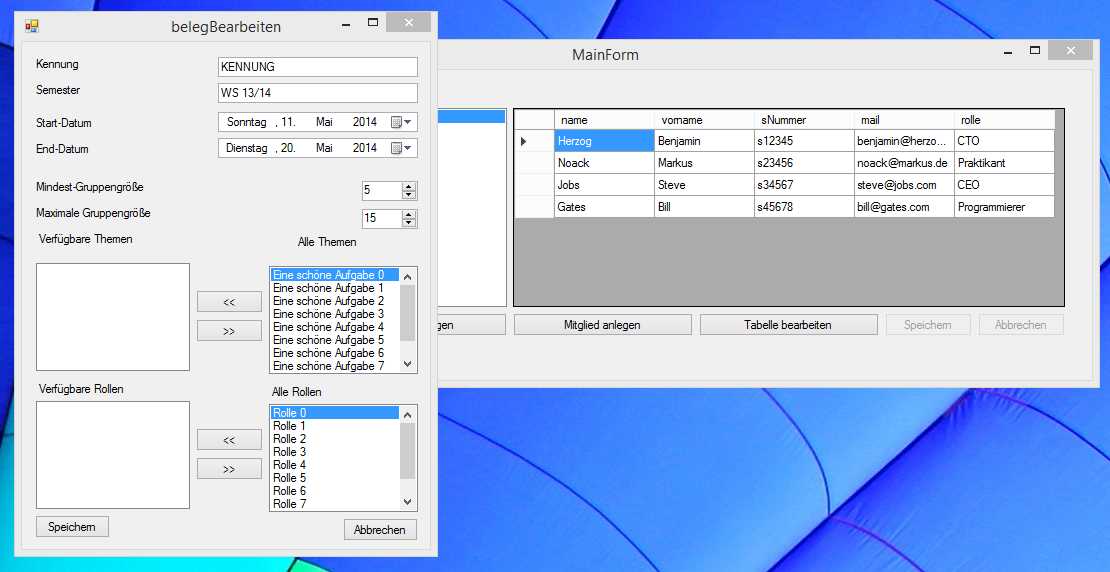 belegBearbeiten
Kennung
KENNUNG
Semester
WS 13/14
Start-Datum
Sonntag , 11. Mai 2014
End-Datum
Dienstag , 20. Mai 2014
Mindest-Gruppengröße
5
Maximale Gruppengröße
15
Verfügbare Themen
Alle Themen
Eine schöne Aufgabe 0
Eine schöne Aufgabe 1
Eine schöne Aufgabe 2
Eine schöne Aufgabe 3
Eine schöne Aufgabe 4
Eine schöne Aufgabe 5
Eine schöne Aufgabe 6
Eine schöne Aufgabe 7
<<
>>
Verfügbare Rollen
Alle Rollen
Rolle 0
Rolle 1
Rolle 2
Rolle 3
Rolle 4
Rolle 5
Rolle 6
Rolle 7
<<
>>
Speichern
Abbrechen
MainForm
name vorname sNummer mail rolle
Herzog Benjamin s12345 benjamin@herzo... CTO
Noack Markus s23456 noack@markus.de Praktikant
Jobs Steve s34567 steve@jobs.com CEO
Gates Bill s45678 bill@gates.com Programmierer
gen
Mitglied anlegen
Tabelle bearbeiten
Speichern
Abbrechen